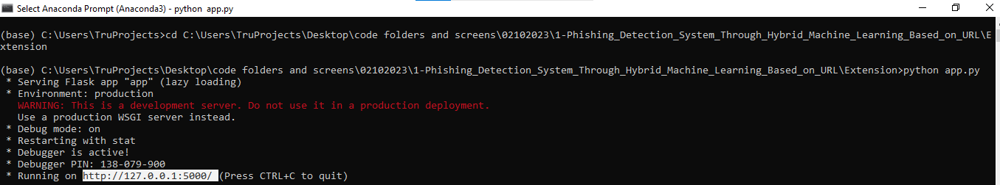 Select Anaconda Prompt (Anaconda3) - python  app.py
(base) C:\Users\TruProjects>cd C:\Users\TruProjects\Desktop\code folders and screens\02102023\1-Phishing_Detection_System_Through_Hybrid_Machine_Learning_Based_on_URL\E
xtension
(base) C:\Users\TruProjects\Desktop\code folders and screens\02102023\1-Phishing_Detection_System_Through_Hybrid_Machine_Learning_Based_on_URL\Extension>python app.py
 * Serving Flask app "app" (lazy loading)
 * Environment: production
   WARNING: This is a development server. Do not use it in a production deployment.
   Use a production WSGI server instead.
 * Debug mode: on
 * Restarting with stat
 * Debugger is active!
 * Debugger PIN: 138-079-900
 * Running on http://127.0.0.1:5000/ (Press CTRL+C to quit)